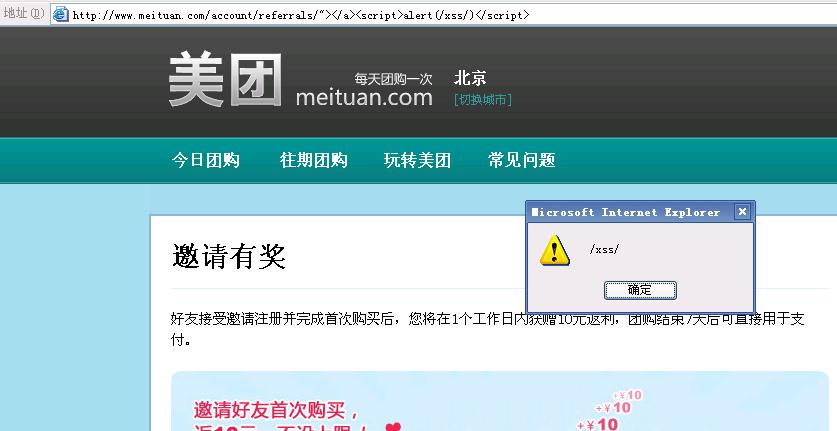 地址(D) http://www.meituan.com/account/referrals/"></a><script>alert(/xss/)</script>
美团
每天团购一次
meituan.com
北京
[切换城市]
今日团购 往期团购 玩转美团 常见问题
Microsoft Internet Explorer
/xss/
确定
邀请有奖
好友接受邀请注册并完成首次购买后，您将在1个工作日内获赠10元返利，团购结束7天后可直接用于支
付。
邀请好友首次购买，
返10元，不设上限！
+¥10
+¥10
+¥10